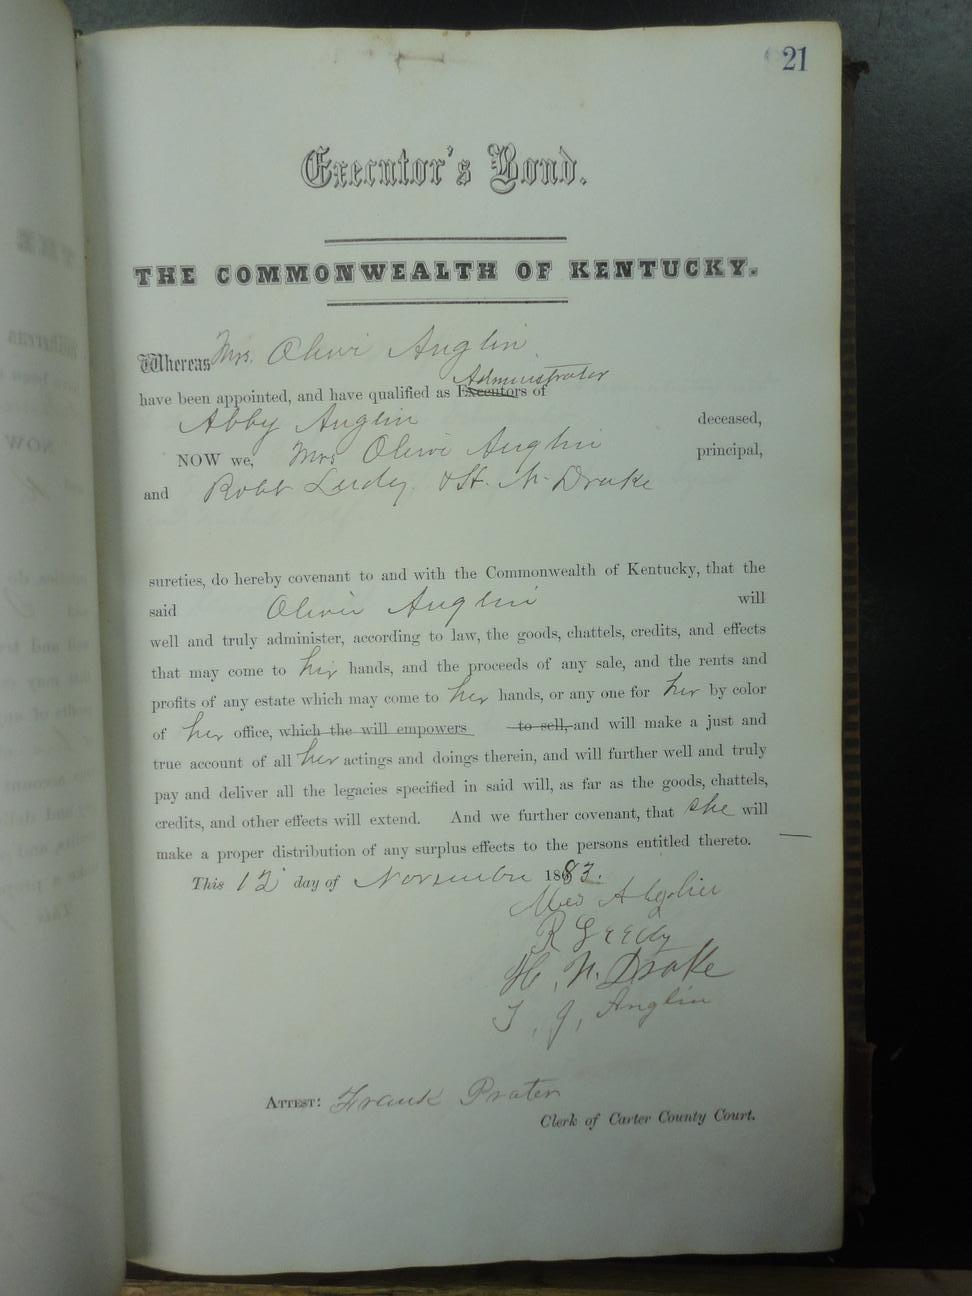 21
Executor's Bond.
THE COMMONWEALTH OF KENTUCKY.
Whereas Mrs. Olivi Anglin
Administrator
have been appointed, and have qualified as Executors of
Abby Anglin deceased,
NOW we, Mrs Olivi Anglin principal,
and Robt & H. N. Drake
sureties, do hereby covenant to and with the Commonwealth of Kentucky, that the
said Olivir Anglin will
well and truly administer, according to law, the goods, chattels, credits, and effects
that may come to her hands, and the proceeds of any sale, and the rents and
profits of any estate which may come to her hands, or any one for her by color
of her office, which the will empowers to sell, and will make a just and
true account of all her actings and doings therein, and will further well and truly
pay and deliver all the legacies specified in said will, as far as the goods, chattels,
credits, and other effects will extend. And we further covenant, that she will
make a proper distribution of any surplus effects to the persons entitled thereto.
This 12 day of November 1883.
R
H. N. Drake
J. Anglin
ATTEST: Frank Prater
Clerk of Carter County Court.